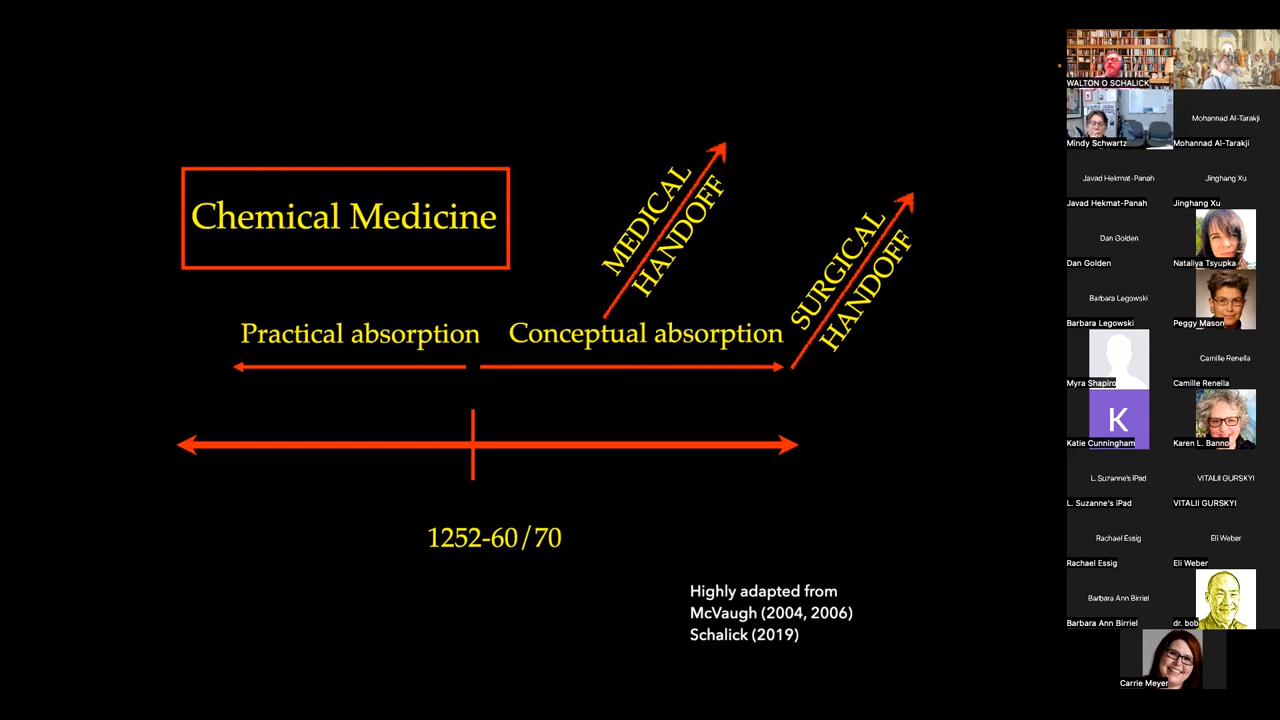 Chemical Medicine
MEDICAL
HANDOFF
SURGICAL
HANDOFF
Practical absorption
Conceptual absorption
1252-60/70
Highly adapted from
McVaugh (2004, 2006)
Schalick (2019)
WALTON O SCHALICK
Mindy Schwartz
Mohannad Al-Tarakji
Mohannad Al-Tarakji
Javad Hekmat-Panah
Javad Hekmat-Panah
Jinghang Xu
Jinghang Xu
Dan Golden
Dan Golden
Nataliya Tsyupka
Barbara Legowski
Barbara Legowski
Peggy Mason
Myra Shapiro
Camille Renella
Camille Renella
K
Katie Cunningham
Karen L. Banno
L. Suzanne's iPad
L. Suzanne's iPad
VITALII GURSKYI
VITALII GURSKYI
Rachael Essig
Rachael Essig
Eli Weber
Eli Weber
Barbara Ann Birriel
Barbara Ann Birriel
dr. bob
Carrie Meyer